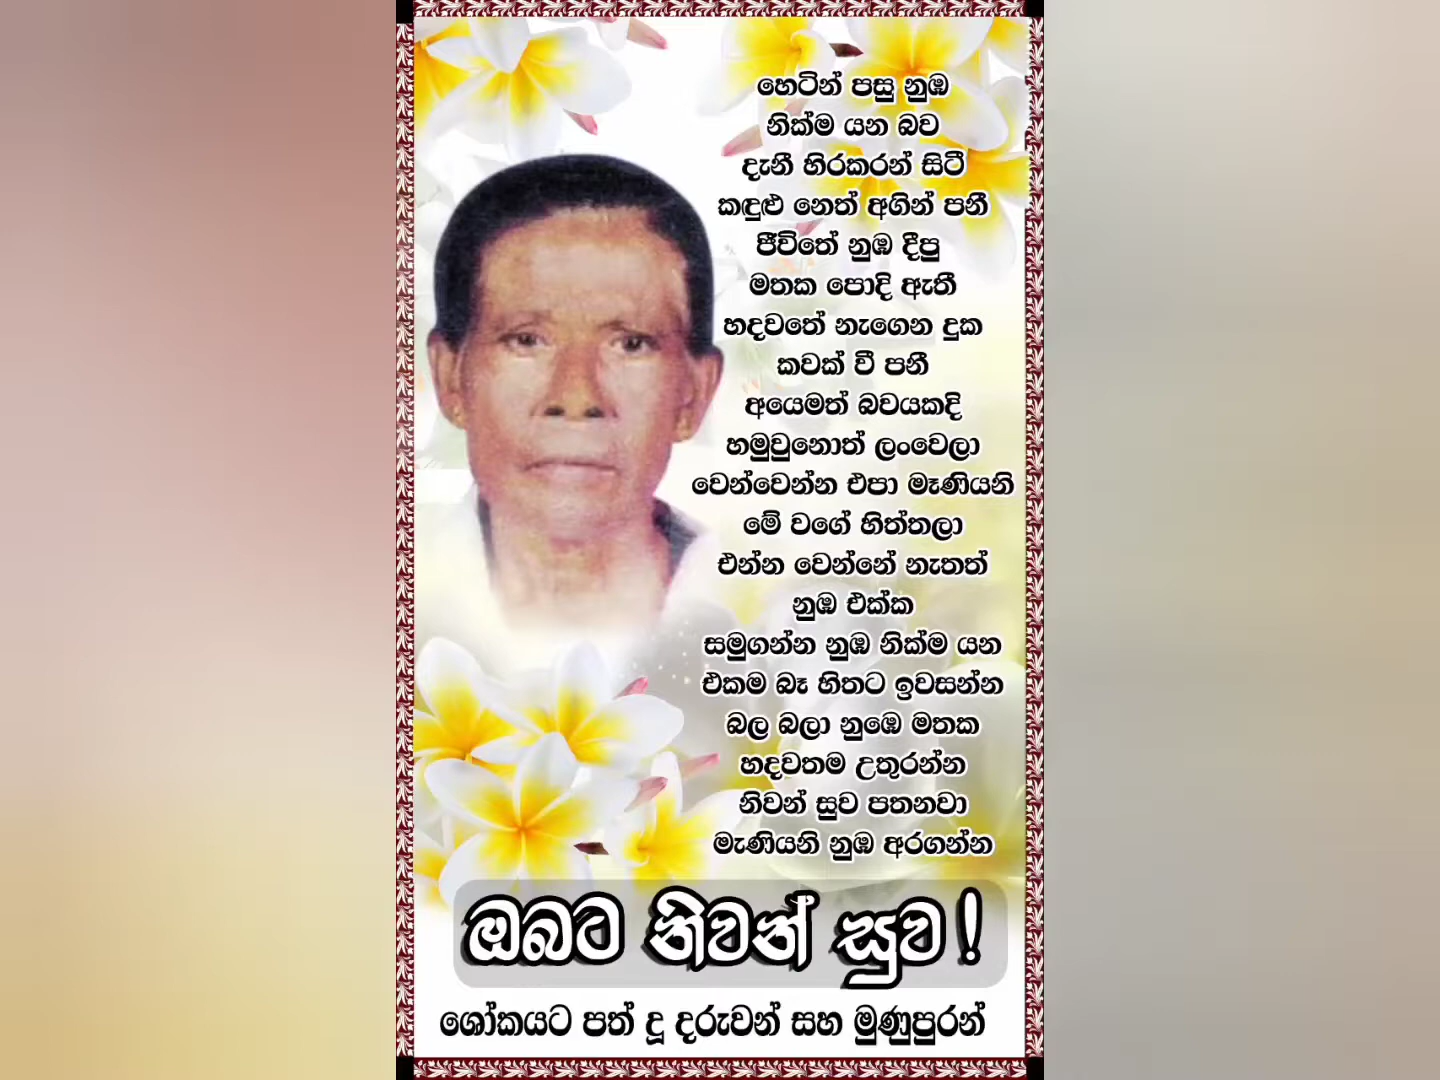 හෙටින් පසු නුඹ
නික්ම යන බව
දැනී හිරකරන් සිටී
කඳුළු නෙත් අගින් පනී
ජීවිතේ නුඹ දීපු
මතක පොදි ඇතී
හදවතේ නැගෙන දුක
කවක් වී පනී
අයෙමත් බවයකදි
හමුවුනොත් ලංවෙලා
වෙන්වෙන්න එපා මෑණියනි
මේ වගේ හිත්තලා
එන්න වෙන්නේ නැතත්
නුඹ එක්ක
සමුගන්න නුඹ නික්ම යන
එකම බෑ හිතට ඉවසන්න
බල බලා නුඹෙ මතක
හදවතම උතුරන්න
නිවන් සුව පතනවා
මැණියනි නුඹ අරගන්න
ඔබට නිවන් සුව !
ශෝකයට පත් දූ දරුවන් සහ මුණුපුරන්